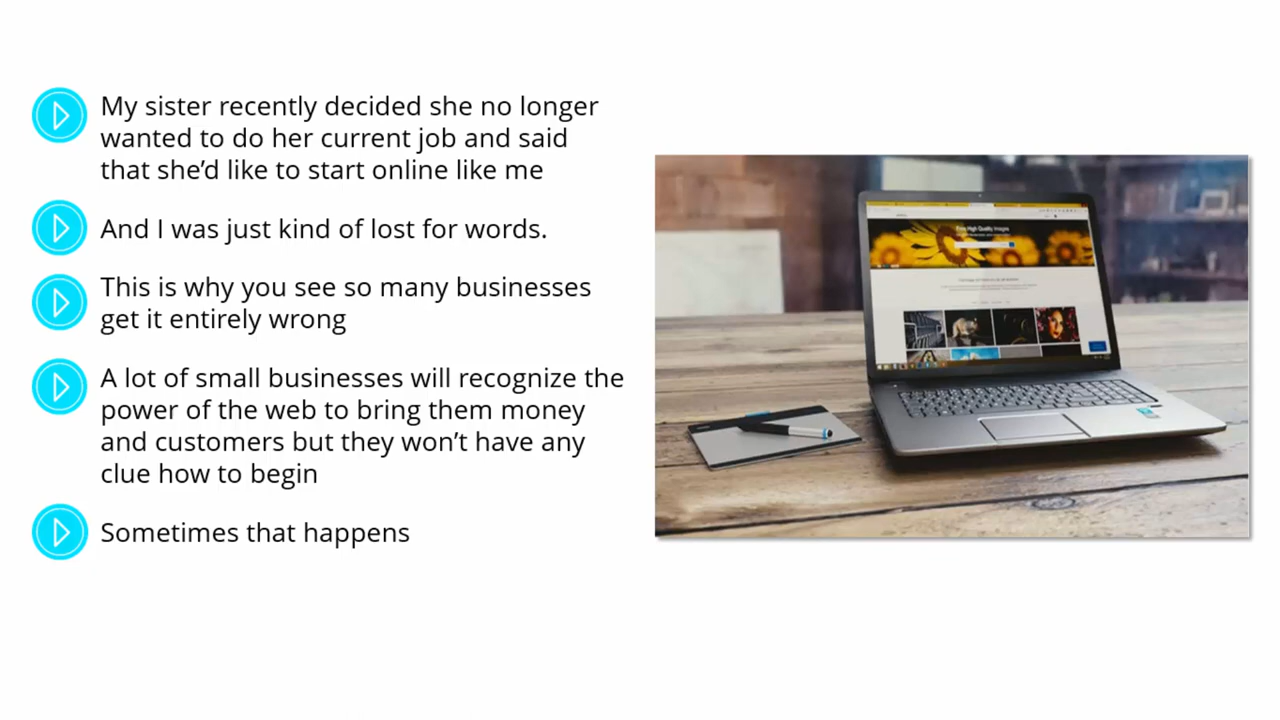 My sister recently decided she no longer
wanted to do her current job and said
that she’d like to start online like me
And I was just kind of lost for words.
This is why you see so many businesses
get it entirely wrong
A lot of small businesses will recognize the
power of the web to bring them money
and customers but they won’t have any
clue how to begin
Sometimes that happens
Free High Quality Images